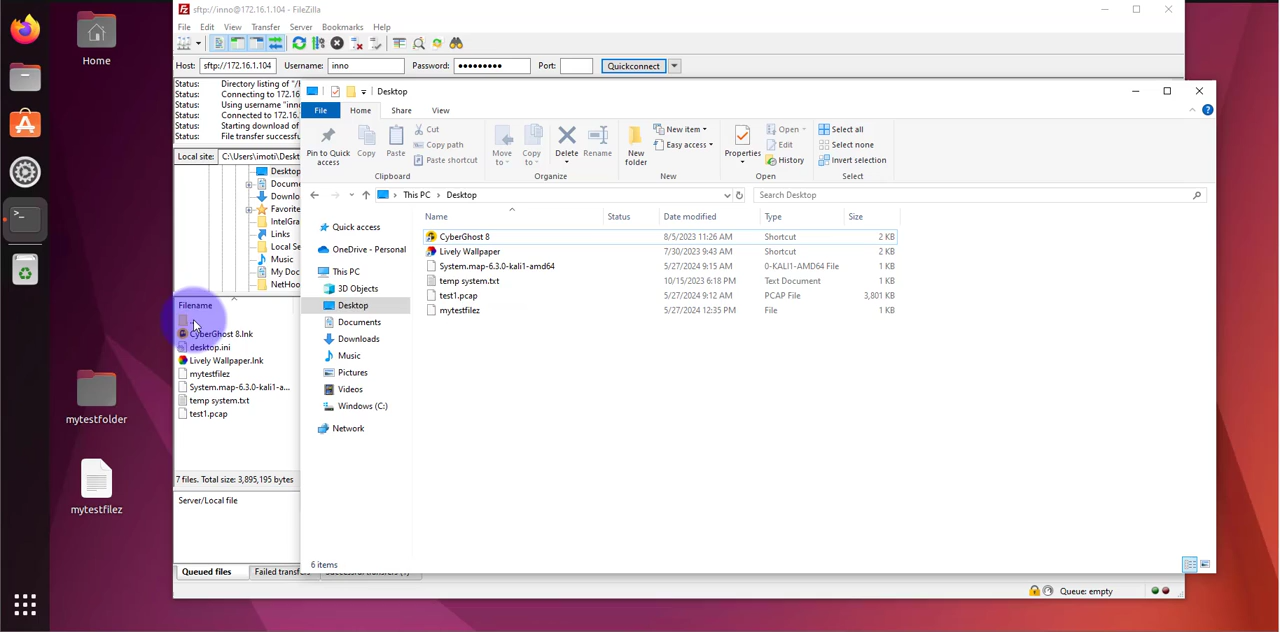 sftp://inno@172.16.1.104 - FileZilla
File Edit View Transfer Server Bookmarks Help
Host: sftp://172.16.1.104 Username: inno Password: ●●●●●●●●● Port: Quickconnect
Status: Directory listing of "/
Status: Connecting to 172.16
Status: Using username "inn
Status: Connected to 172.16
Status: Starting download of
Status: File transfer successfu
Local site: C:\Users\imoti\Deskt
Desktop
Docume
Downlo
Favorite
IntelGra
Links
Local Se
Music
My Doc
NetHoo
Filename
..
CyberGhost 8.lnk
desktop.ini
Lively Wallpaper.lnk
mytestfilez
System.map-6.3.0-kali1-a...
temp system.txt
test1.pcap
7 files. Total size: 3,895,195 bytes
Server/Local file
Queued files Failed transfe Successful transfers (1)
Queue: empty
Desktop
File Home Share View
Pin to Quick access
Copy
Paste
Cut
Copy path
Paste shortcut
Clipboard
Move to
Copy to
Delete
Rename
Organize
New folder
New item
Easy access
New
Properties
Open
Edit
History
Open
Select all
Select none
Invert selection
Select
This PC Desktop
Search Desktop
Quick access
OneDrive - Personal
This PC
3D Objects
Desktop
Documents
Downloads
Music
Pictures
Videos
Windows (C:)
Network
Name Status Date modified Type Size
CyberGhost 8 8/5/2023 11:26 AM Shortcut 2 KB
Lively Wallpaper 7/30/2023 9:43 AM Shortcut 2 KB
System.map-6.3.0-kali1-amd64 5/27/2024 9:15 AM 0-KALI1-AMD64 File 1 KB
temp system.txt 10/15/2023 6:18 PM Text Document 1 KB
test1.pcap 5/27/2024 9:12 AM PCAP File 3,801 KB
mytestfilez 5/27/2024 12:35 PM File 1 KB
6 items
Home
mytestfolder
mytestfilez